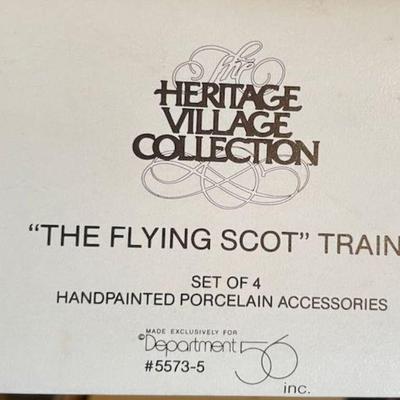 The
HERITAGE
VILLAGE
COLLECTION
"THE FLYING SCOT" TRAIN
SET OF 4
HANDPAINTED PORCELAIN ACCESSORIES
MADE EXCLUSIVELY FOR
©Department 56
#5573-5
inc.